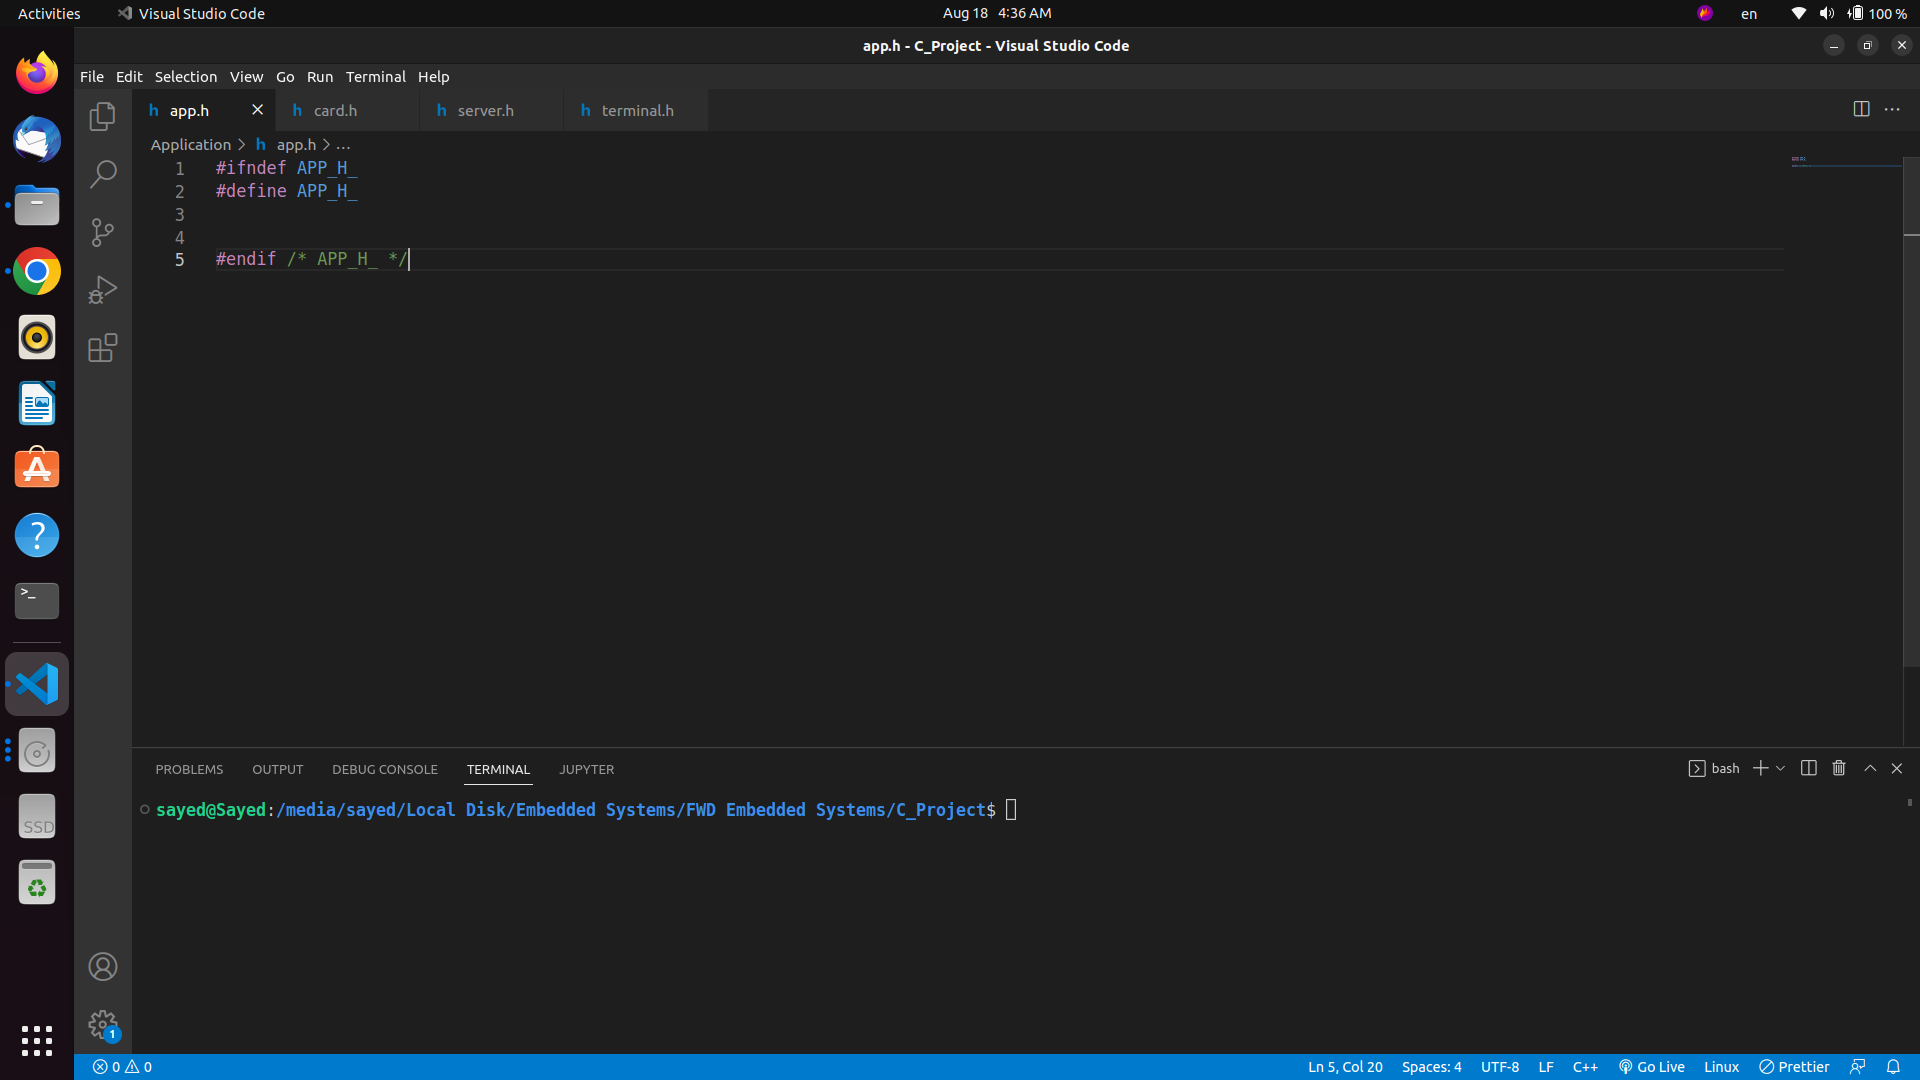 Activities
Visual Studio Code
Aug 18 4:36 AM
en
100 %
app.h - C_Project - Visual Studio Code
File Edit Selection View Go Run Terminal Help
h app.h
h card.h
h server.h
h terminal.h
Application > h app.h > ...
1 #ifndef APP_H_
2 #define APP_H_
3
4
5 #endif /* APP_H_ */
PROBLEMS OUTPUT DEBUG CONSOLE TERMINAL JUPYTER
bash
sayed@Sayed:/media/sayed/Local Disk/Embedded Systems/FWD Embedded Systems/C_Project$
>_
?
SSD
1
0 0
Ln 5, Col 20 Spaces: 4 UTF-8 LF C++ Go Live Linux Prettier